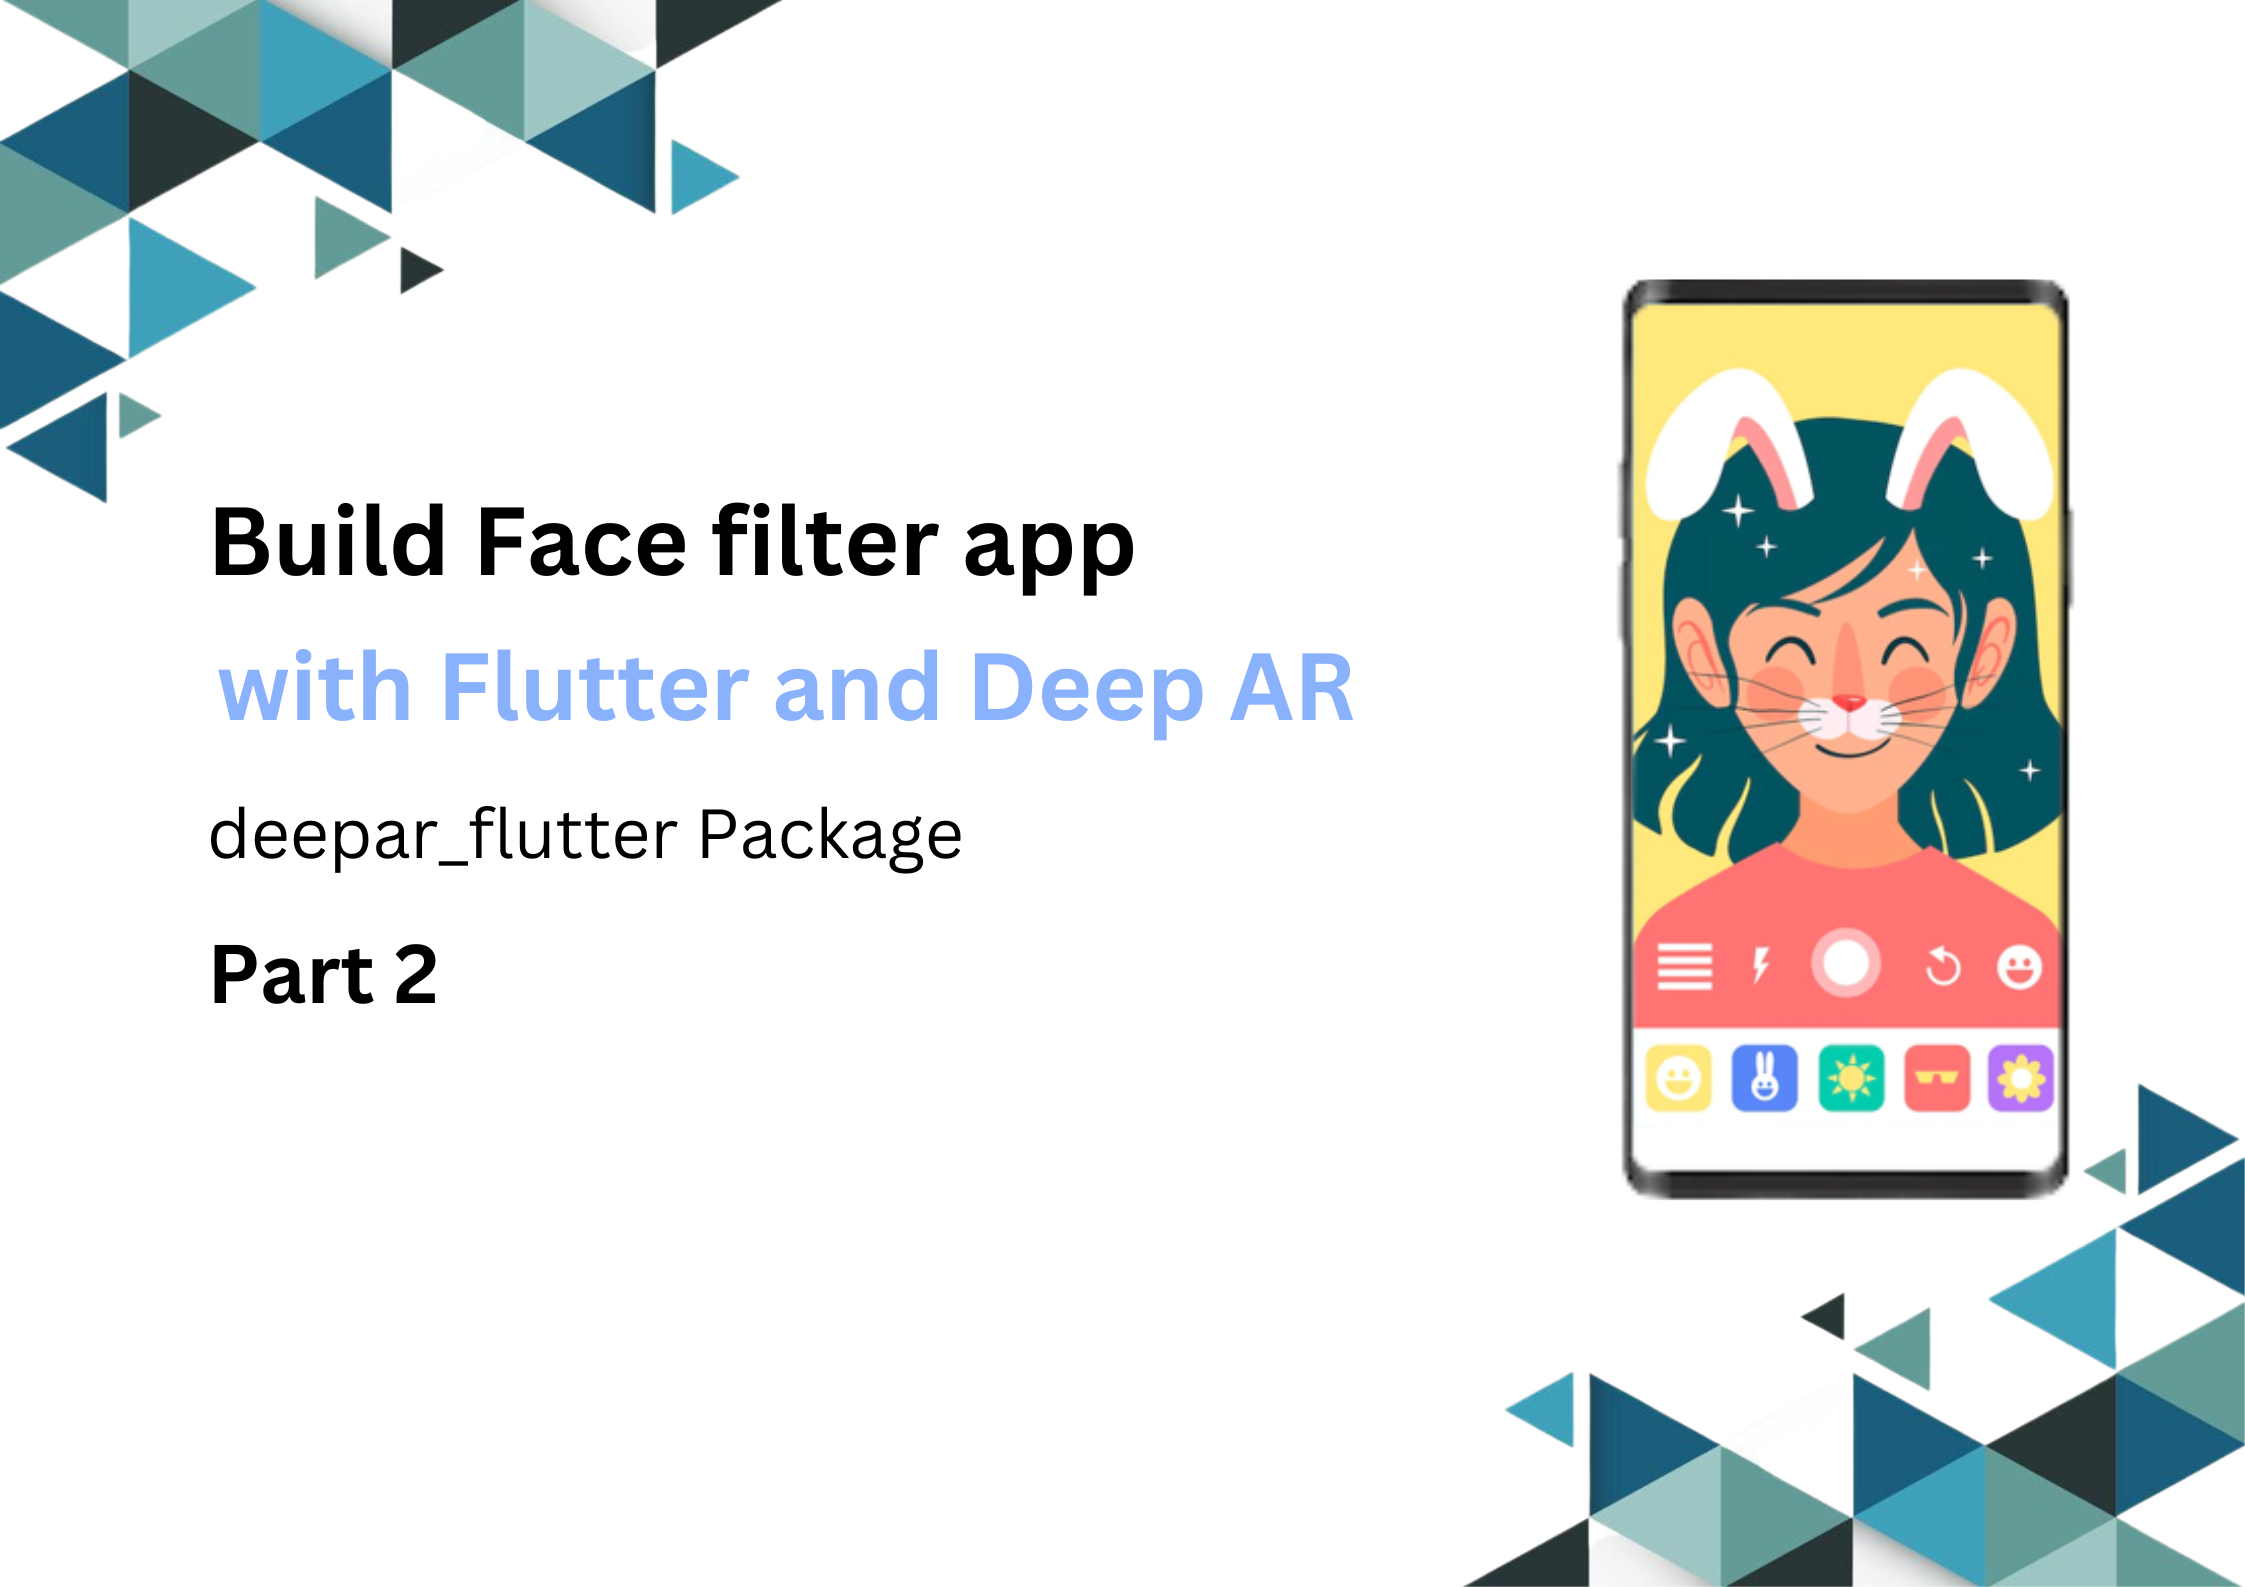 Build Face filter app
with Flutter and Deep AR
deepar_flutter Package
Part 2